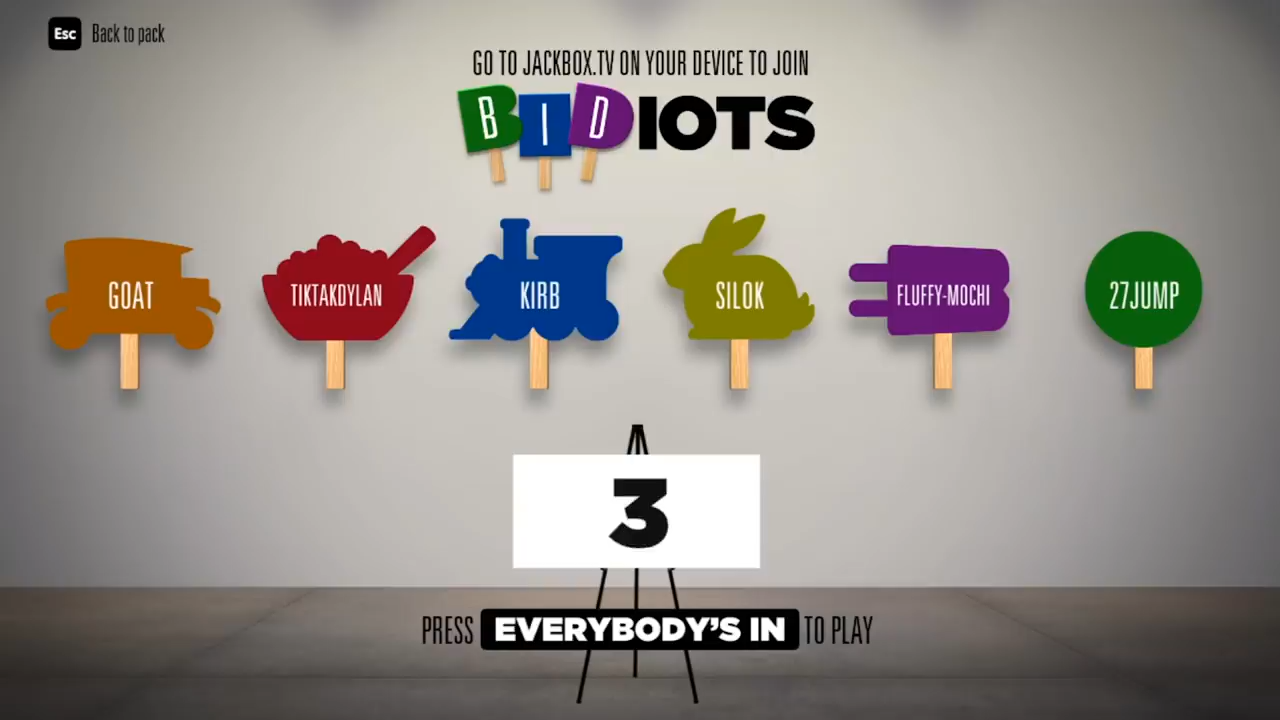 Esc Back to pack
GO TO JACKBOX.TV ON YOUR DEVICE TO JOIN
BIDIOTS
GOAT
TIKTAKDYLAN
KIRB
SILOK
FLUFFY-MOCHI
27JUMP
3
PRESS EVERYBODY'S IN TO PLAY